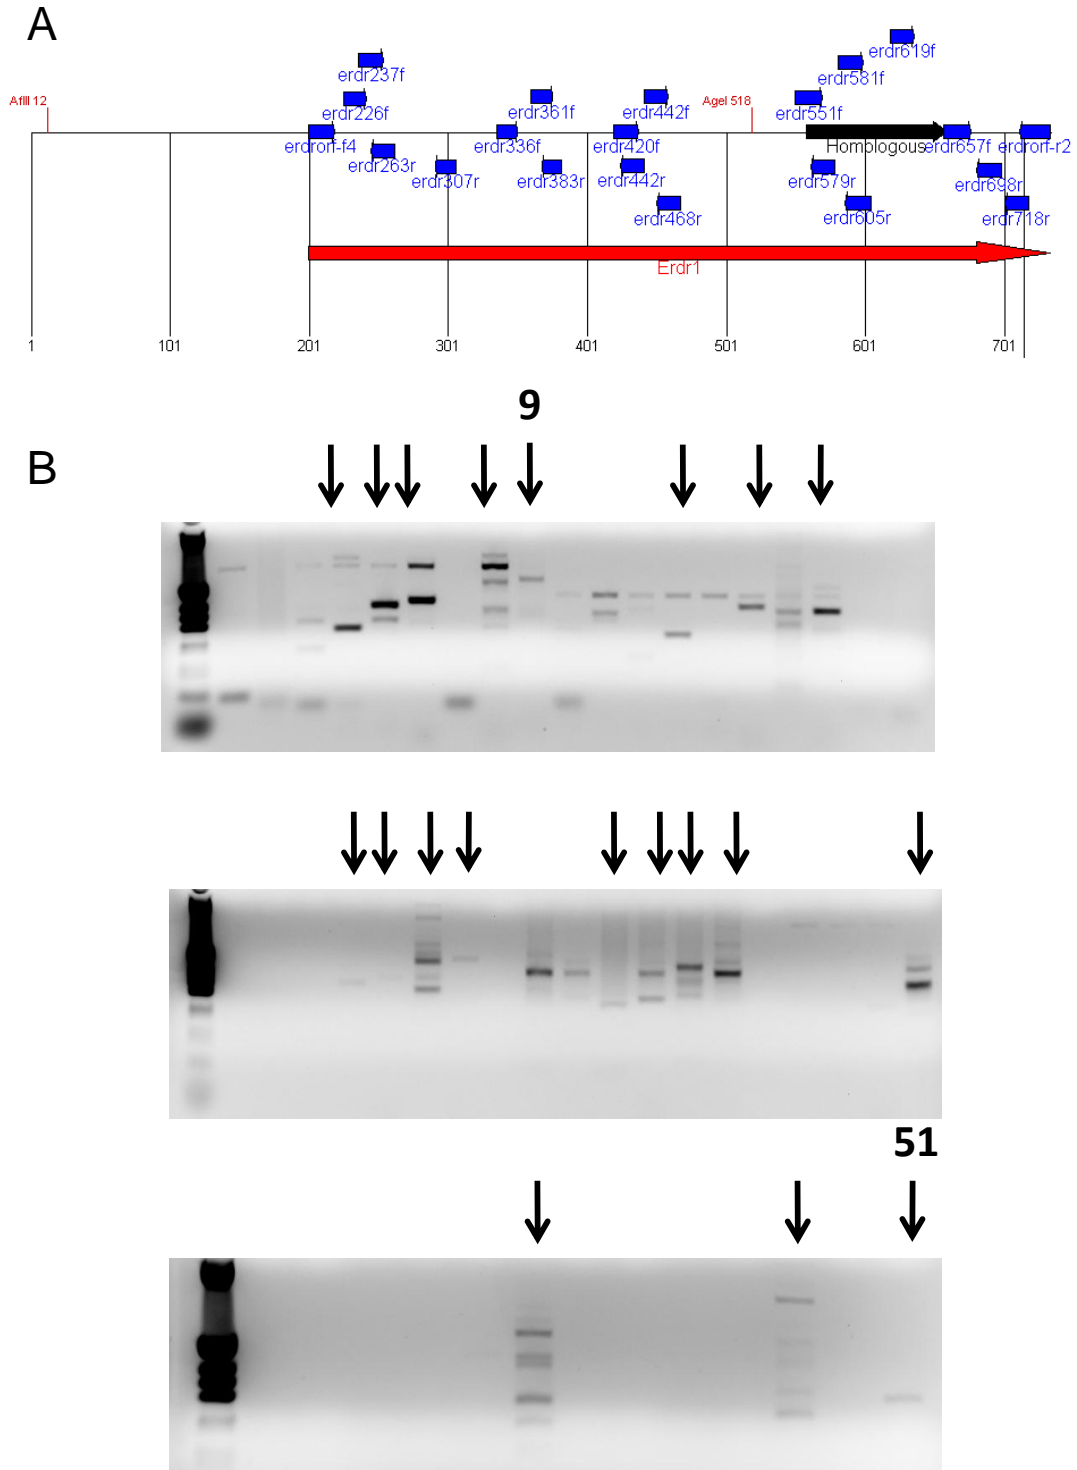 A
erdr619f
erdr237f
erdr581f
AflII 12
erdr226f
erdr361f
erdr442f
AgeI 518
erdr551f
erdrorf-f4
erdr336f
erdr420f
Homologous
erdr657f
erdrorf-r2
erdr263r
erdr307r
erdr383r
erdr442r
erdr579r
erdr698r
erdr468r
erdr605r
erdr718r
Erdr1
1 101 201 301 401 501 601 701
9
B
51